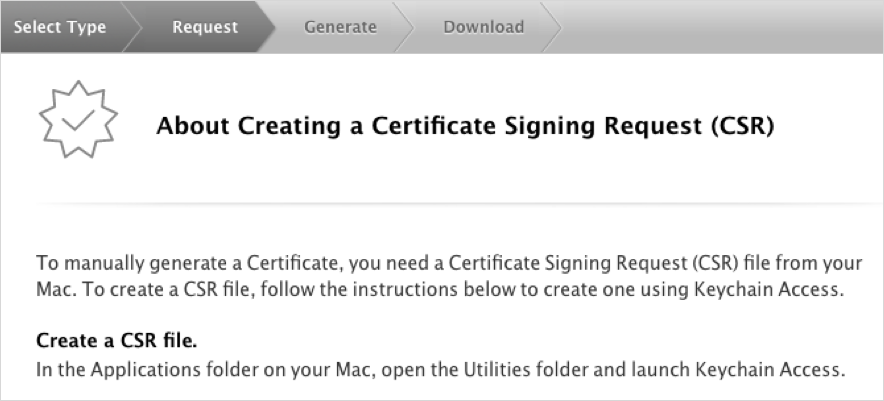 Select Type Request Generate Download
About Creating a Certificate Signing Request (CSR)
To manually generate a Certificate, you need a Certificate Signing Request (CSR) file from your
Mac. To create a CSR file, follow the instructions below to create one using Keychain Access.
Create a CSR file.
In the Applications folder on your Mac, open the Utilities folder and launch Keychain Access.